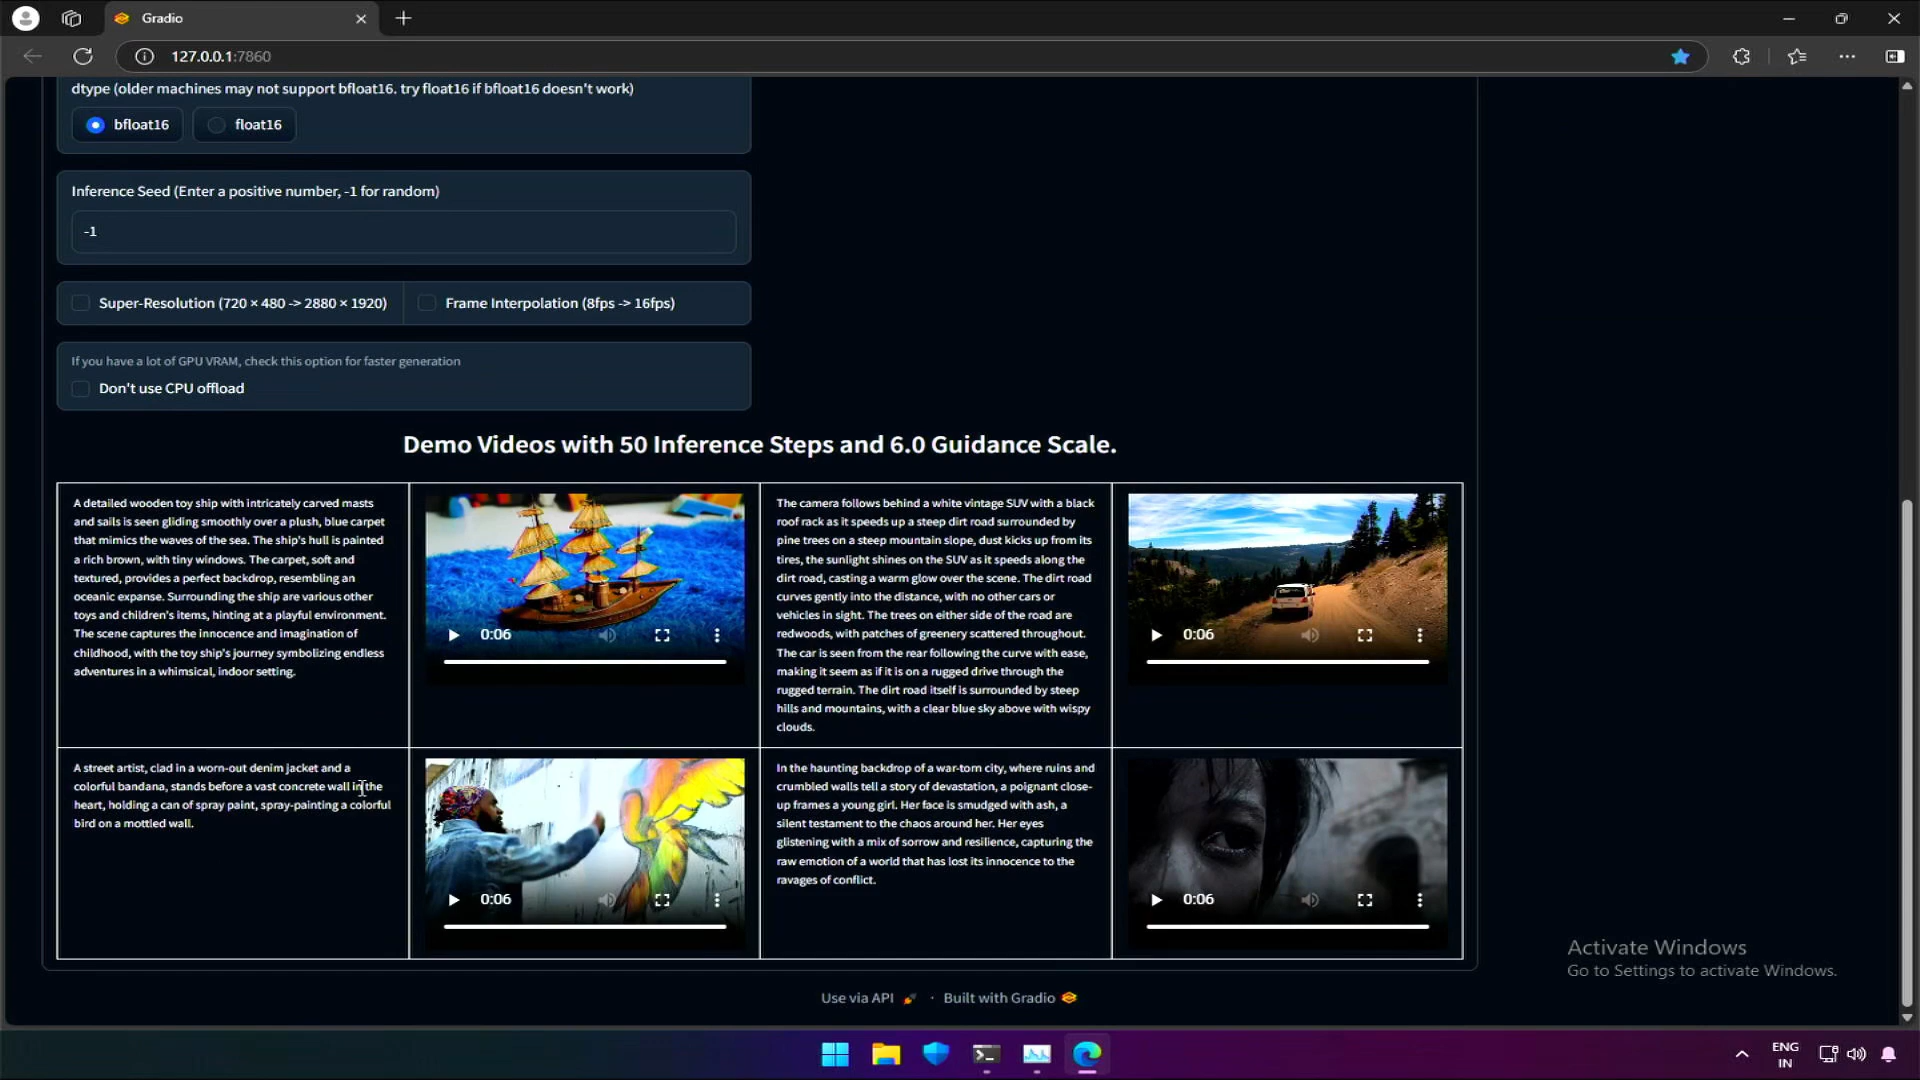 Gradio
127.0.0.1:7860
dtype (older machines may not support bfloat16. try float16 if bfloat16 doesn't work)
bfloat16
float16
Inference Seed (Enter a positive number, -1 for random)
-1
Super-Resolution (720 × 480 -> 2880 × 1920)
Frame Interpolation (8fps -> 16fps)
If you have a lot of GPU VRAM, check this option for faster generation
Don't use CPU offload
Demo Videos with 50 Inference Steps and 6.0 Guidance Scale.
A detailed wooden toy ship with intricately carved masts
and sails is seen gliding smoothly over a plush, blue carpet
that mimics the waves of the sea. The ship's hull is painted
a rich brown, with tiny windows. The carpet, soft and
textured, provides a perfect backdrop, resembling an
oceanic expanse. Surrounding the ship are various other
toys and children's items, hinting at a playful environment.
The scene captures the innocence and imagination of
childhood, with the toy ship's journey symbolizing endless
adventures in a whimsical, indoor setting.
0:06
The camera follows behind a white vintage SUV with a black
roof rack as it speeds up a steep dirt road surrounded by
pine trees on a steep mountain slope, dust kicks up from its
tires, the sunlight shines on the SUV as it speeds along the
dirt road, casting a warm glow over the scene. The dirt road
curves gently into the distance, with no other cars or
vehicles in sight. The trees on either side of the road are
redwoods, with patches of greenery scattered throughout.
The car is seen from the rear following the curve with ease,
making it seem as if it is on a rugged drive through the
rugged terrain. The dirt road itself is surrounded by steep
hills and mountains, with a clear blue sky above with wispy
clouds.
0:06
A street artist, clad in a worn-out denim jacket and a
colorful bandana, stands before a vast concrete wall in the
heart, holding a can of spray paint, spray-painting a colorful
bird on a mottled wall.
0:06
In the haunting backdrop of a war-torn city, where ruins and
crumbled walls tell a story of devastation, a poignant close-
up frames a young girl. Her face is smudged with ash, a
silent testament to the chaos around her. Her eyes
glistening with a mix of sorrow and resilience, capturing the
raw emotion of a world that has lost its innocence to the
ravages of conflict.
0:06
Activate Windows
Go to Settings to activate Windows.
Use via API · Built with Gradio
ENG
IN